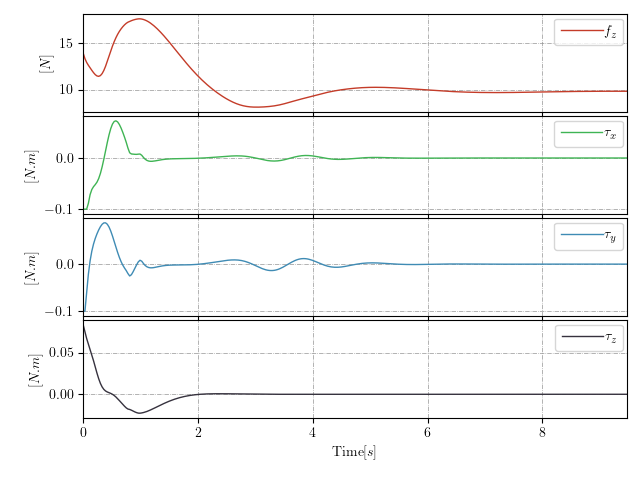 15
10
[N]
f_z
0.0
−0.1
[N.m]
τ_x
0.0
−0.1
[N.m]
τ_y
0.05
0.00
[N.m]
τ_z
0 2 4 6 8
Time[s]